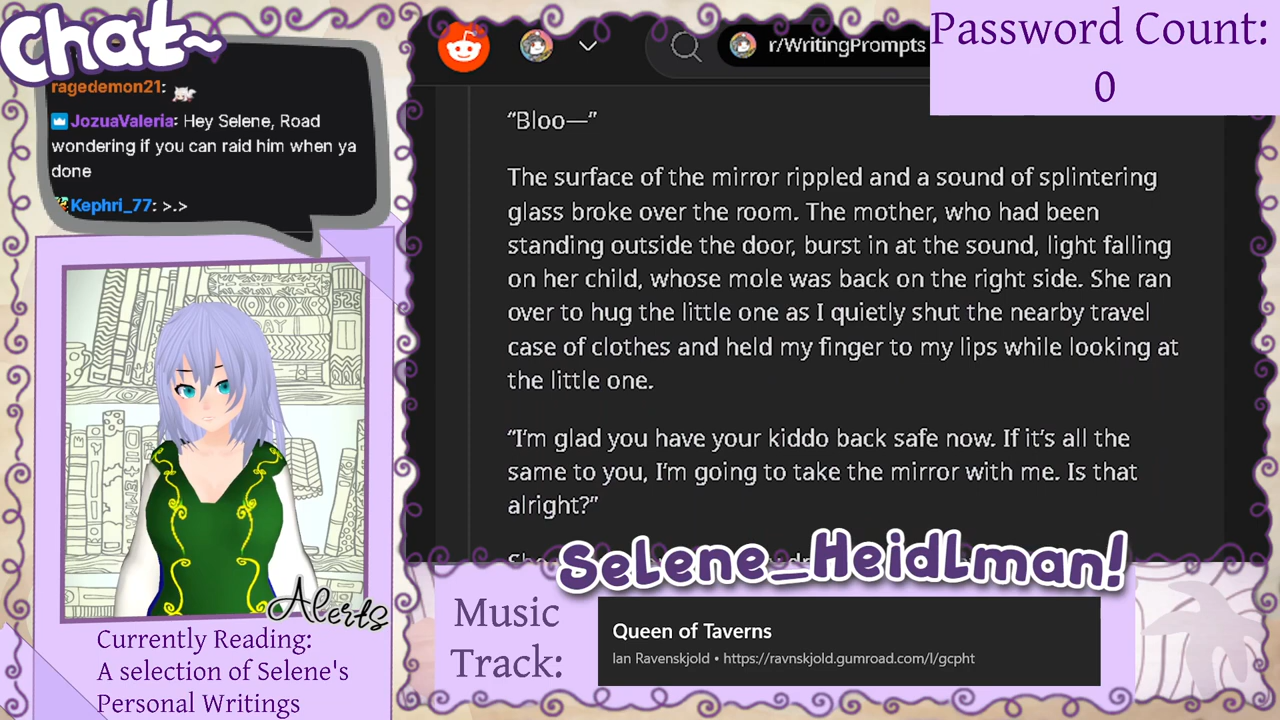 Chat~
ragedemon21:
JozuaValeria: Hey Selene, Road
wondering if you can raid him when ya
done
Kephri_77: >.>
r/WritingPrompts
Password Count:
0
“Bloo—”
The surface of the mirror rippled and a sound of splintering
glass broke over the room. The mother, who had been
standing outside the door, burst in at the sound, light falling
on her child, whose mole was back on the right side. She ran
over to hug the little one as I quietly shut the nearby travel
case of clothes and held my finger to my lips while looking at
the little one.
“I’m glad you have your kiddo back safe now. If it’s all the
same to you, I’m going to take the mirror with me. Is that
alright?”
Selene_Heidlman!
Alerts
Currently Reading:
A selection of Selene's
Personal Writings
Music
Track:
Queen of Taverns
Ian Ravenskjold • https://ravnskjold.gumroad.com/l/gcpht